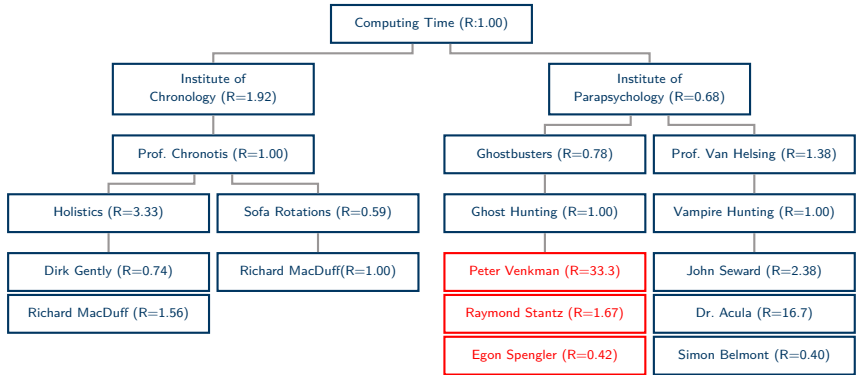 Computing Time (R:1.00)
Institute of
Chronology (R=1.92)
Institute of
Parapsychology (R=0.68)
Prof. Chronotis (R=1.00)
Ghostbusters (R=0.78)
Prof. Van Helsing (R=1.38)
Holistics (R=3.33)
Sofa Rotations (R=0.59)
Ghost Hunting (R=1.00)
Vampire Hunting (R=1.00)
Dirk Gently (R=0.74)
Richard MacDuff(R=1.00)
Peter Venkman (R=33.3)
John Seward (R=2.38)
Richard MacDuff (R=1.56)
Raymond Stantz (R=1.67)
Dr. Acula (R=16.7)
Egon Spengler (R=0.42)
Simon Belmont (R=0.40)